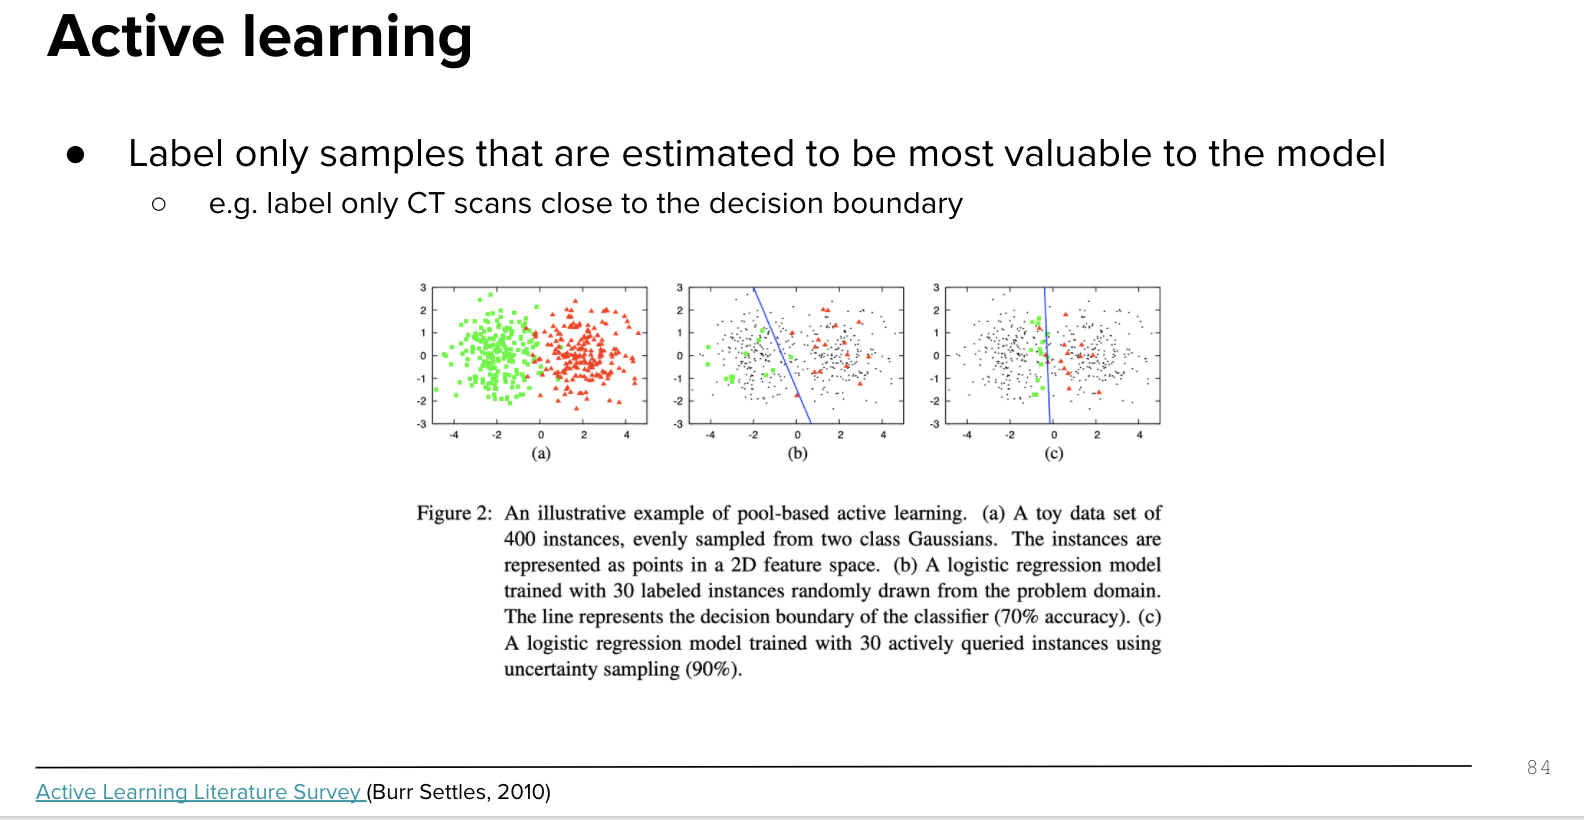 Active learning
● Label only samples that are estimated to be most valuable to the model
○ e.g. label only CT scans close to the decision boundary
3
2
1
0
-1
-2
-3
-4 -2 0 2 4
(a)
3
2
1
0
-1
-2
-3
-4 -2 0 2 4
(b)
3
2
1
0
-1
-2
-3
-4 -2 0 2 4
(c)
Figure 2: An illustrative example of pool-based active learning. (a) A toy data set of
400 instances, evenly sampled from two class Gaussians. The instances are
represented as points in a 2D feature space. (b) A logistic regression model
trained with 30 labeled instances randomly drawn from the problem domain.
The line represents the decision boundary of the classifier (70% accuracy). (c)
A logistic regression model trained with 30 actively queried instances using
uncertainty sampling (90%).
84
Active Learning Literature Survey (Burr Settles, 2010)